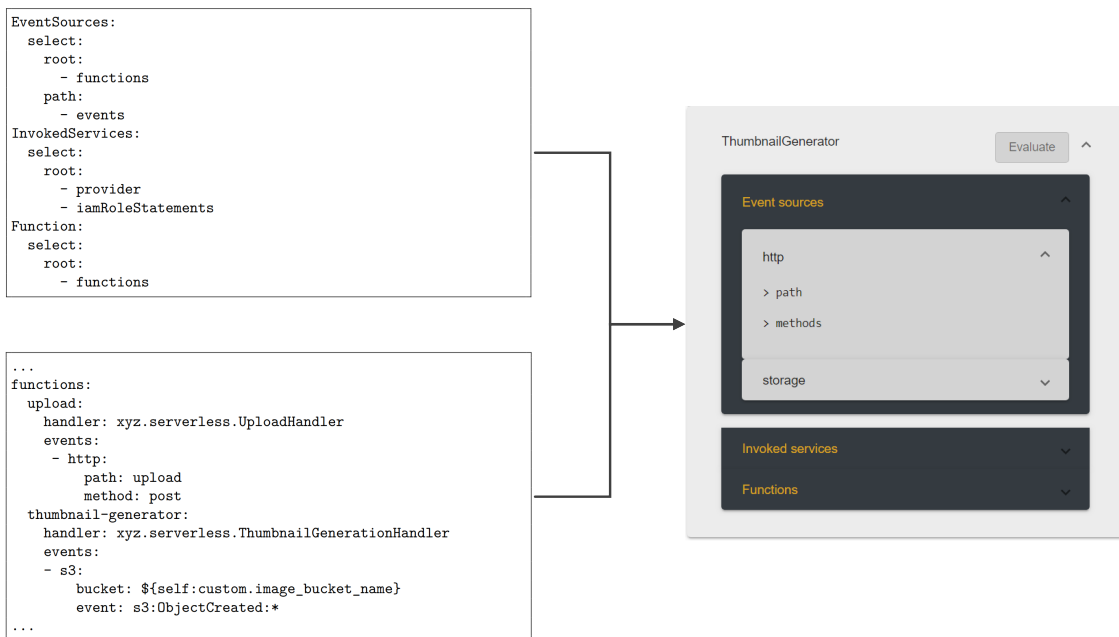 EventSources:
  select:
    root:
      - functions
    path:
      - events
InvokedServices:
  select:
    root:
      - provider
      - iamRoleStatements
Function:
  select:
    root:
      - functions
...
functions:
  upload:
    handler: xyz.serverless.UploadHandler
    events:
     - http:
         path: upload
         method: post
  thumbnail-generator:
    handler: xyz.serverless.ThumbnailGenerationHandler
    events:
    - s3:
        bucket: ${self:custom.image_bucket_name}
        event: s3:ObjectCreated:*
...
ThumbnailGenerator
Evaluate
Event sources
http
> path
> methods
storage
Invoked services
Functions